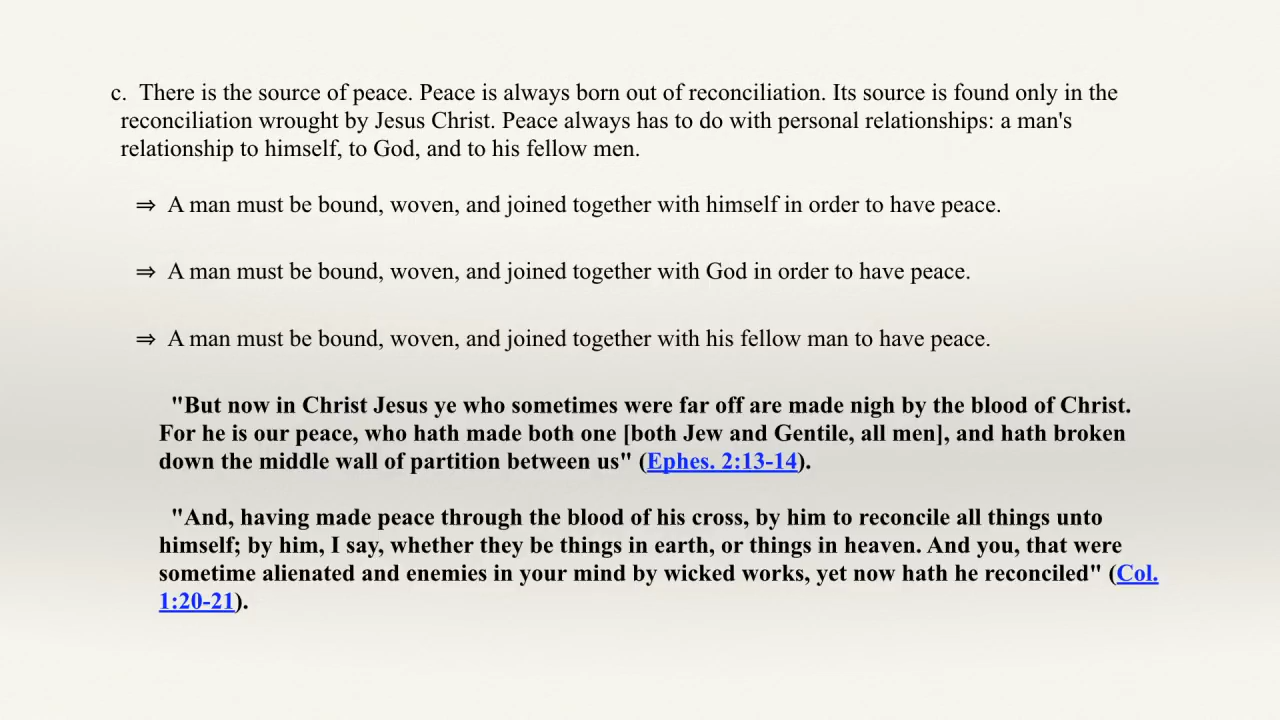 c. There is the source of peace. Peace is always born out of reconciliation. Its source is found only in the
reconciliation wrought by Jesus Christ. Peace always has to do with personal relationships: a man's
relationship to himself, to God, and to his fellow men.
⇒ A man must be bound, woven, and joined together with himself in order to have peace.
⇒ A man must be bound, woven, and joined together with God in order to have peace.
⇒ A man must be bound, woven, and joined together with his fellow man to have peace.
"But now in Christ Jesus ye who sometimes were far off are made nigh by the blood of Christ.
For he is our peace, who hath made both one [both Jew and Gentile, all men], and hath broken
down the middle wall of partition between us" (Ephes. 2:13-14).
"And, having made peace through the blood of his cross, by him to reconcile all things unto
himself; by him, I say, whether they be things in earth, or things in heaven. And you, that were
sometime alienated and enemies in your mind by wicked works, yet now hath he reconciled" (Col.
1:20-21).